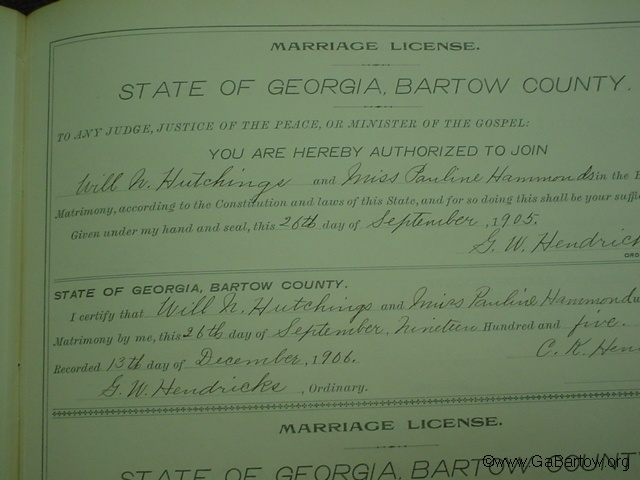 MARRIAGE LICENSE.
STATE OF GEORGIA, BARTOW COUNTY.
TO ANY JUDGE, JUSTICE OF THE PEACE, OR MINISTER OF THE GOSPEL:
YOU ARE HEREBY AUTHORIZED TO JOIN
Will N. Hutchings and Miss Pauline Hammonds in the
Matrimony, according to the Constitution and laws of this State, and for so doing this shall be your
Given under my hand and seal, this 26th day of September, 1905.
G. W. Hendrick
STATE OF GEORGIA, BARTOW COUNTY.
I certify that Will N. Hutchings and Miss Pauline Hammond
Matrimony by me, this 26th day of September, Nineteen Hundred and five.
Recorded 13th day of December, 1906. C. K. Hen
G. W. Hendricks, Ordinary.
MARRIAGE LICENSE.
STATE OF GEORGIA, BARTOW COUNTY
©www.GaBartow.org